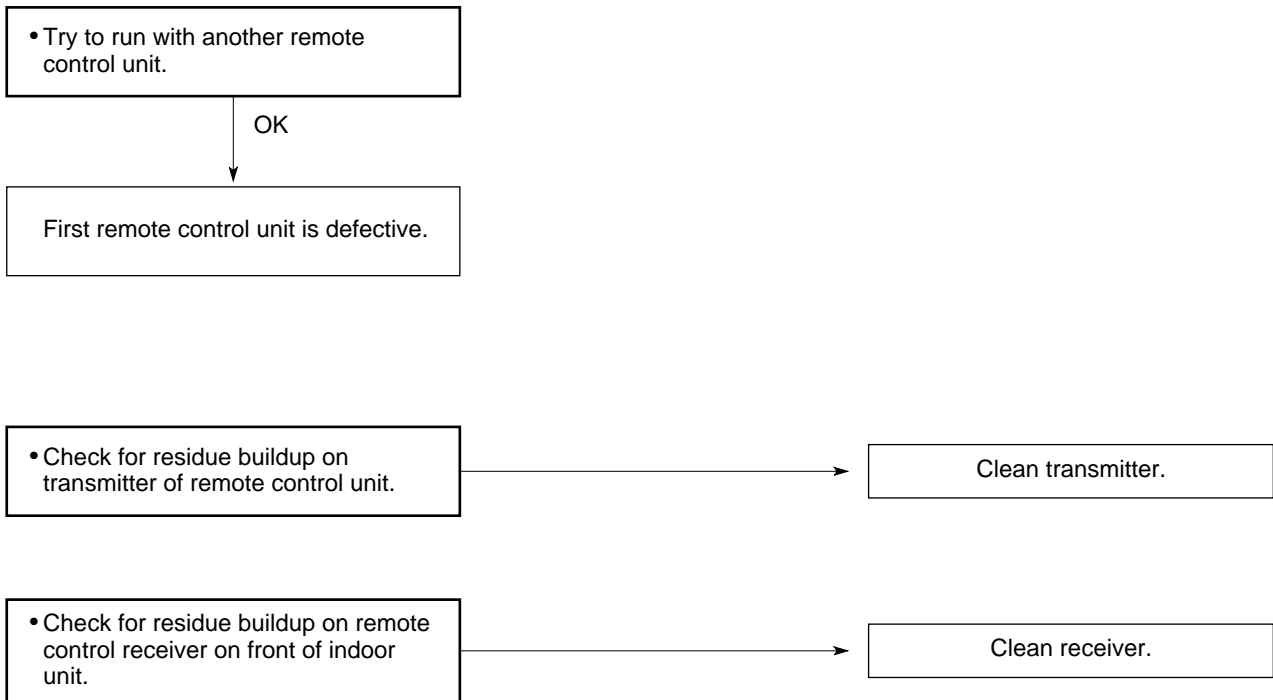 • Try to run with another remote
control unit.
OK
First remote control unit is defective.
• Check for residue buildup on
transmitter of remote control unit.
Clean transmitter.
• Check for residue buildup on remote
control receiver on front of indoor
unit.
Clean receiver.